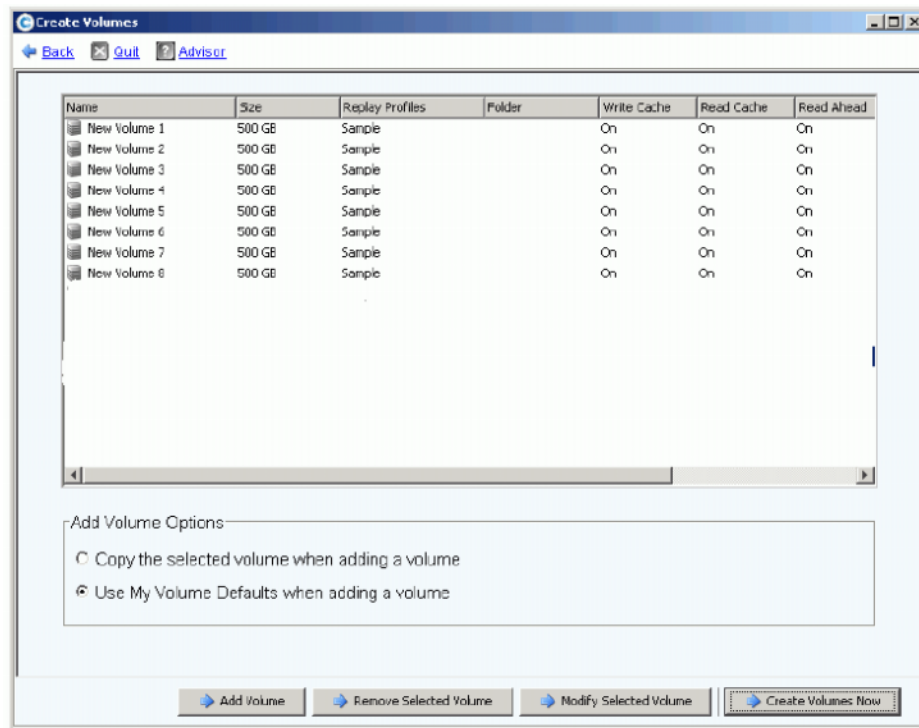 Create Volumes
Back Quit Advisor
Name Size Replay Profiles Folder Write Cache Read Cache Read Ahead
New Volume 1 500 GB Sample On On On
New Volume 2 500 GB Sample On On On
New Volume 3 500 GB Sample On On On
New Volume 4 500 GB Sample On On On
New Volume 5 500 GB Sample On On On
New Volume 6 500 GB Sample On On On
New Volume 7 500 GB Sample On On On
New Volume 8 500 GB Sample On On On
Add Volume Options
Copy the selected volume when adding a volume
Use My Volume Defaults when adding a volume
Add Volume Remove Selected Volume Modify Selected Volume Create Volumes Now